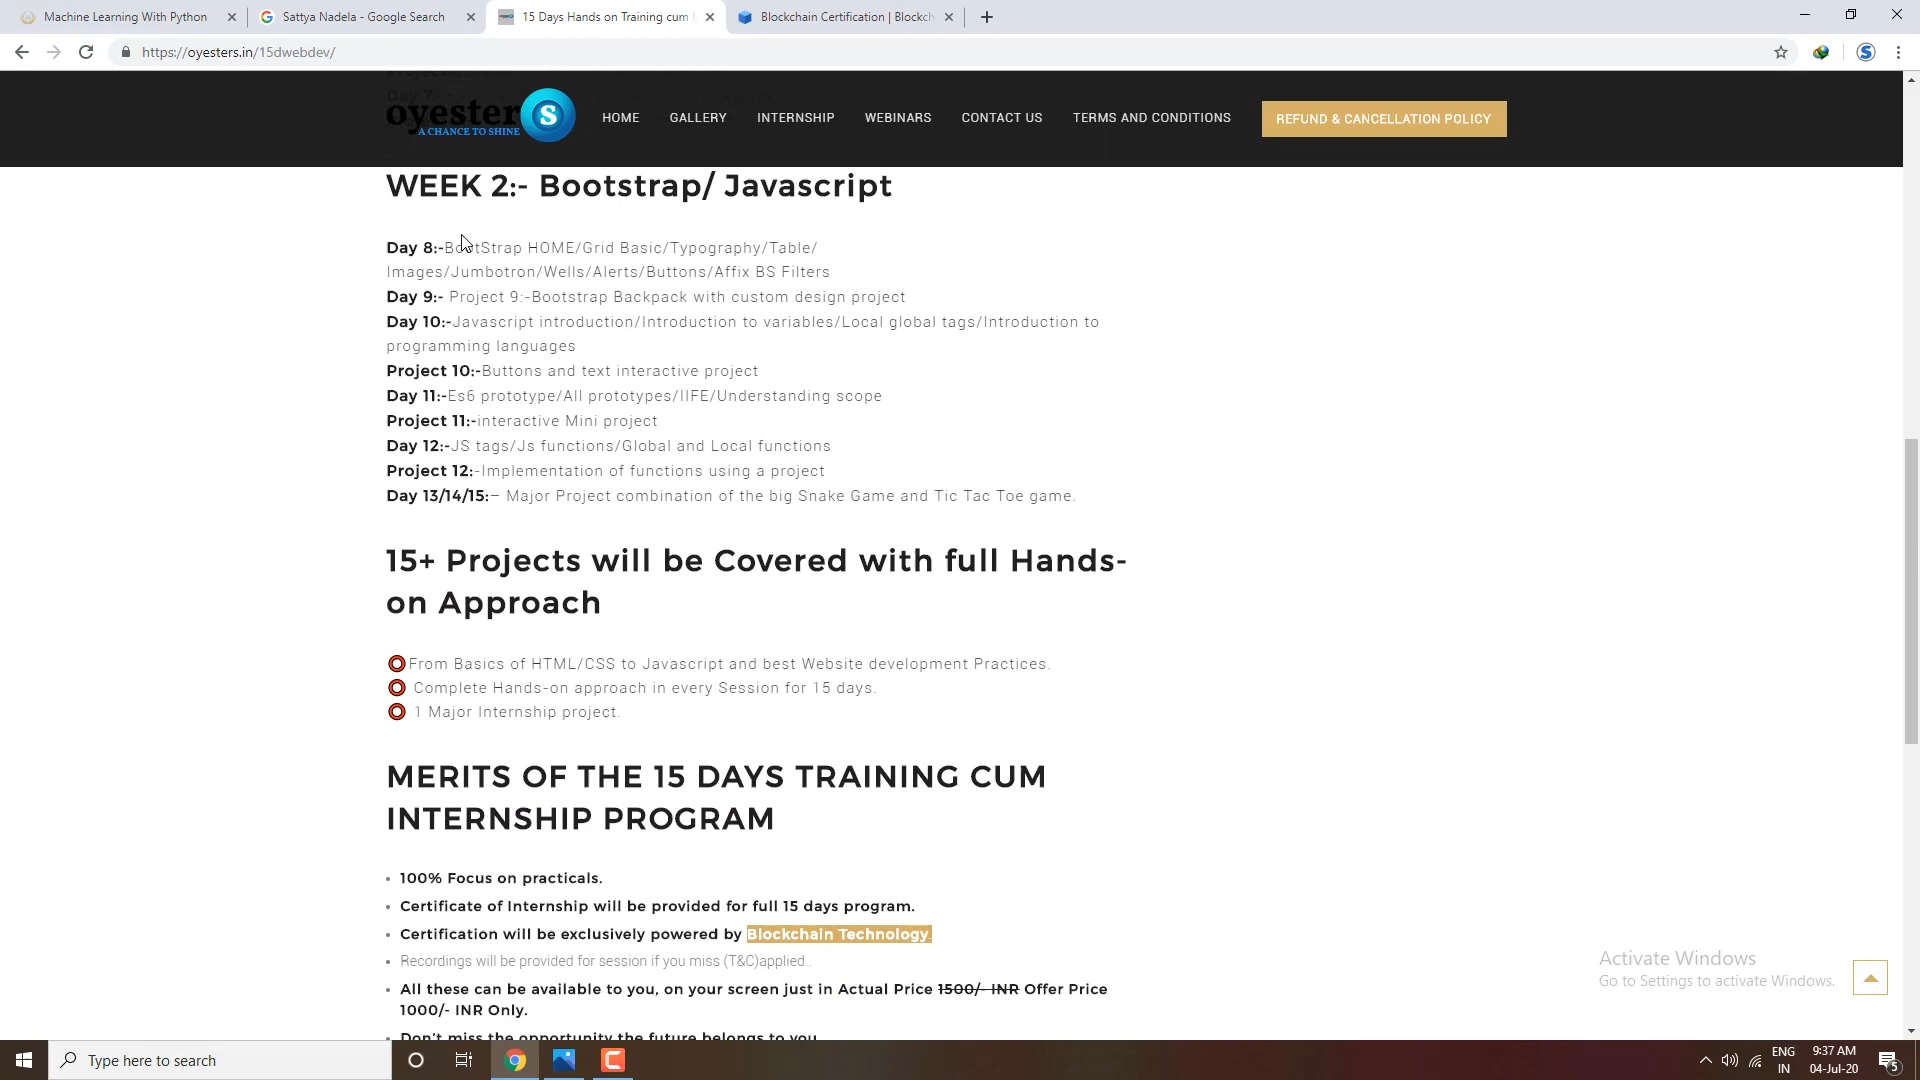 Machine Learning With Python
Sattya Nadela - Google Search
15 Days Hands on Training cum
Blockchain Certification | Blockch
https://oyesters.in/15dwebdev/
oyesters
S
A CHANCE TO SHINE
HOME
GALLERY
INTERNSHIP
WEBINARS
CONTACT US
TERMS AND CONDITIONS
REFUND & CANCELLATION POLICY
WEEK 2:- Bootstrap/ Javascript
Day 8:-BootStrap HOME/Grid Basic/Typography/Table/
Images/Jumbotron/Wells/Alerts/Buttons/Affix BS Filters
Day 9:- Project 9:-Bootstrap Backpack with custom design project
Day 10:-Javascript introduction/Introduction to variables/Local global tags/Introduction to
programming languages
Project 10:-Buttons and text interactive project
Day 11:-Es6 prototype/All prototypes/IIFE/Understanding scope
Project 11:-interactive Mini project
Day 12:-JS tags/Js functions/Global and Local functions
Project 12:-Implementation of functions using a project
Day 13/14/15:– Major Project combination of the big Snake Game and Tic Tac Toe game.
15+ Projects will be Covered with full Hands-
on Approach
From Basics of HTML/CSS to Javascript and best Website development Practices.
Complete Hands-on approach in every Session for 15 days.
1 Major Internship project.
MERITS OF THE 15 DAYS TRAINING CUM
INTERNSHIP PROGRAM
100% Focus on practicals.
Certificate of Internship will be provided for full 15 days program.
Certification will be exclusively powered by Blockchain Technology.
Recordings will be provided for session if you miss (T&C)applied..
All these can be available to you, on your screen just in Actual Price 1500/- INR Offer Price
1000/- INR Only.
Don't miss the opportunity the future belongs to you
Activate Windows
Go to Settings to activate Windows.
Type here to search
ENG
IN
9:37 AM
04-Jul-20
5